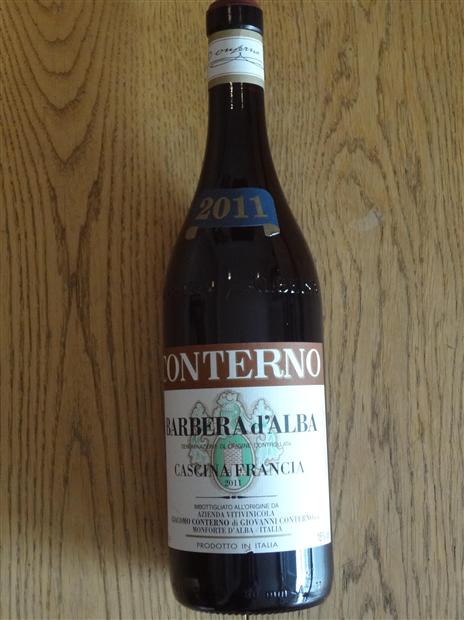 2011
CONTERNO
BARBERA d'ALBA
DENOMINAZIONE DI ORIGINE CONTROLLATA
CASCINA FRANCIA
2011
IMBOTTIGLIATO ALL'ORIGINE DA
AZIENDA VITIVINICOLA
GIACOMO CONTERNO di GIOVANNI CONTERNO
MONFORTE D'ALBA - ITALIA
PRODOTTO IN ITALIA